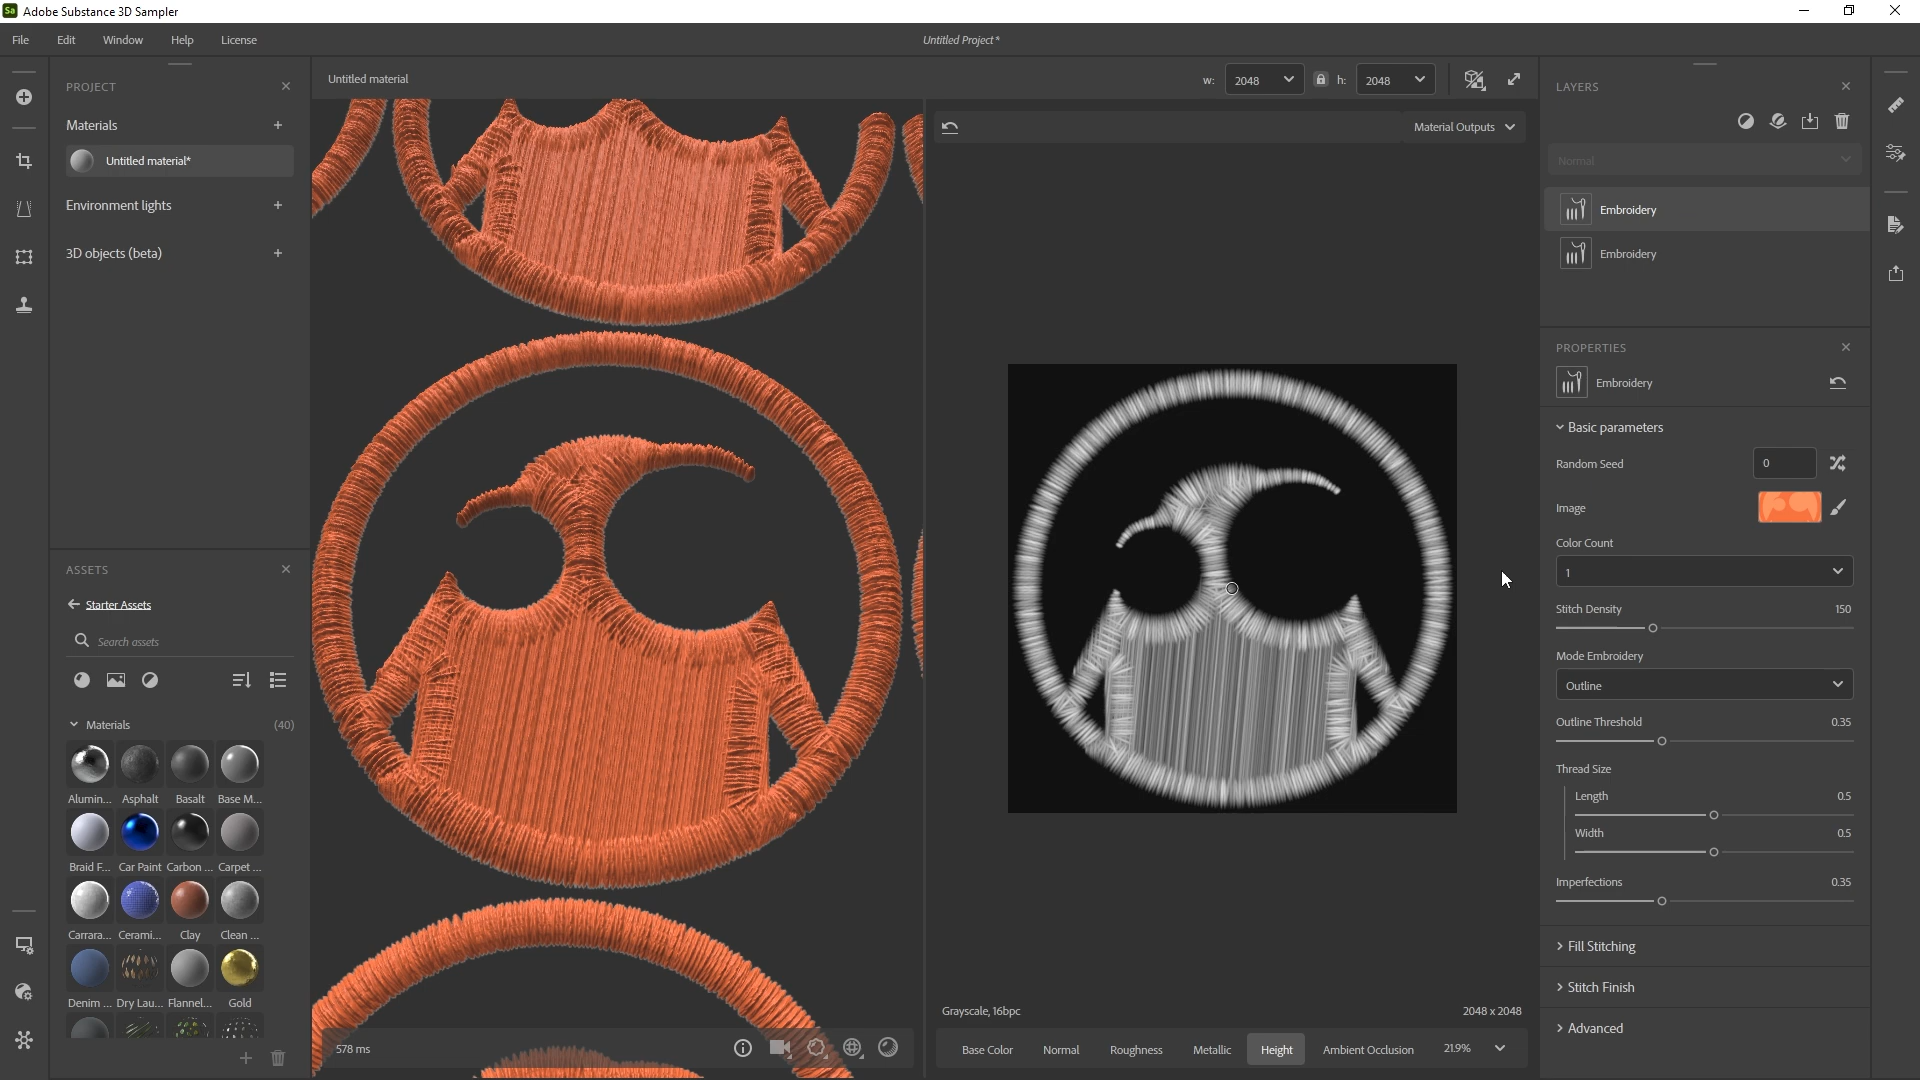 Adobe Substance 3D Sampler
File Edit Window Help License
Untitled Project*
PROJECT
Materials
Untitled material*
Environment lights
3D objects (beta)
ASSETS
Starter Assets
Search assets
Materials (40)
Alumin... Asphalt Basalt Base M...
Braid F... Car Paint Carbon ... Carpet ...
Carrara... Cerami... Clay Clean ...
Denim ... Dry Lau... Flannel... Gold
Untitled material
w: 2048 h: 2048
Material Outputs
578 ms
Grayscale, 16bpc 2048 x 2048
Base Color Normal Roughness Metallic Height Ambient Occlusion 21.9%
LAYERS
Normal
Embroidery
Embroidery
PROPERTIES
Embroidery
Basic parameters
Random Seed 0
Image
Color Count
1
Stitch Density 150
Mode Embroidery
Outline
Outline Threshold 0.35
Thread Size
Length 0.5
Width 0.5
Imperfections 0.35
Fill Stitching
Stitch Finish
Advanced